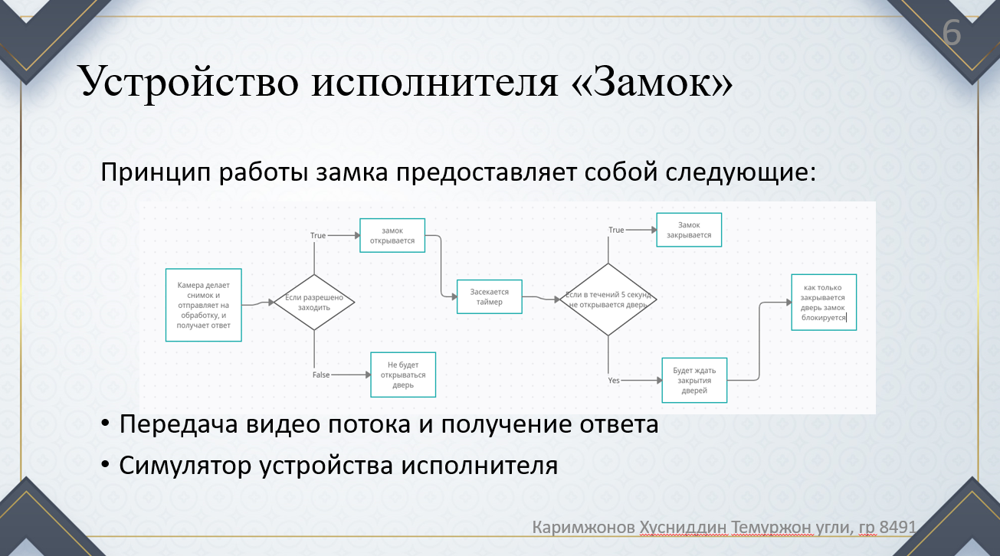 6
Устройство исполнителя «Замок»
Принцип работы замка предоставляет собой следующие:
Камера делает
снимок и
отправляет на
обработку, и
получает ответ
Если разрешено
заходить
True
замок
открывается
False
Не будет
открываться
дверь
Засекается
таймер
Если в течений 5 секунд
не открывается дверь
True
Замок
закрывается
Yes
Будет ждать
закрытия
дверей
как только
закрывается
дверь замок
блокируется
• Передача видео потока и получение ответа
• Симулятор устройства исполнителя
Каримжонов Хусниддин Темуржон угли, гр 8491